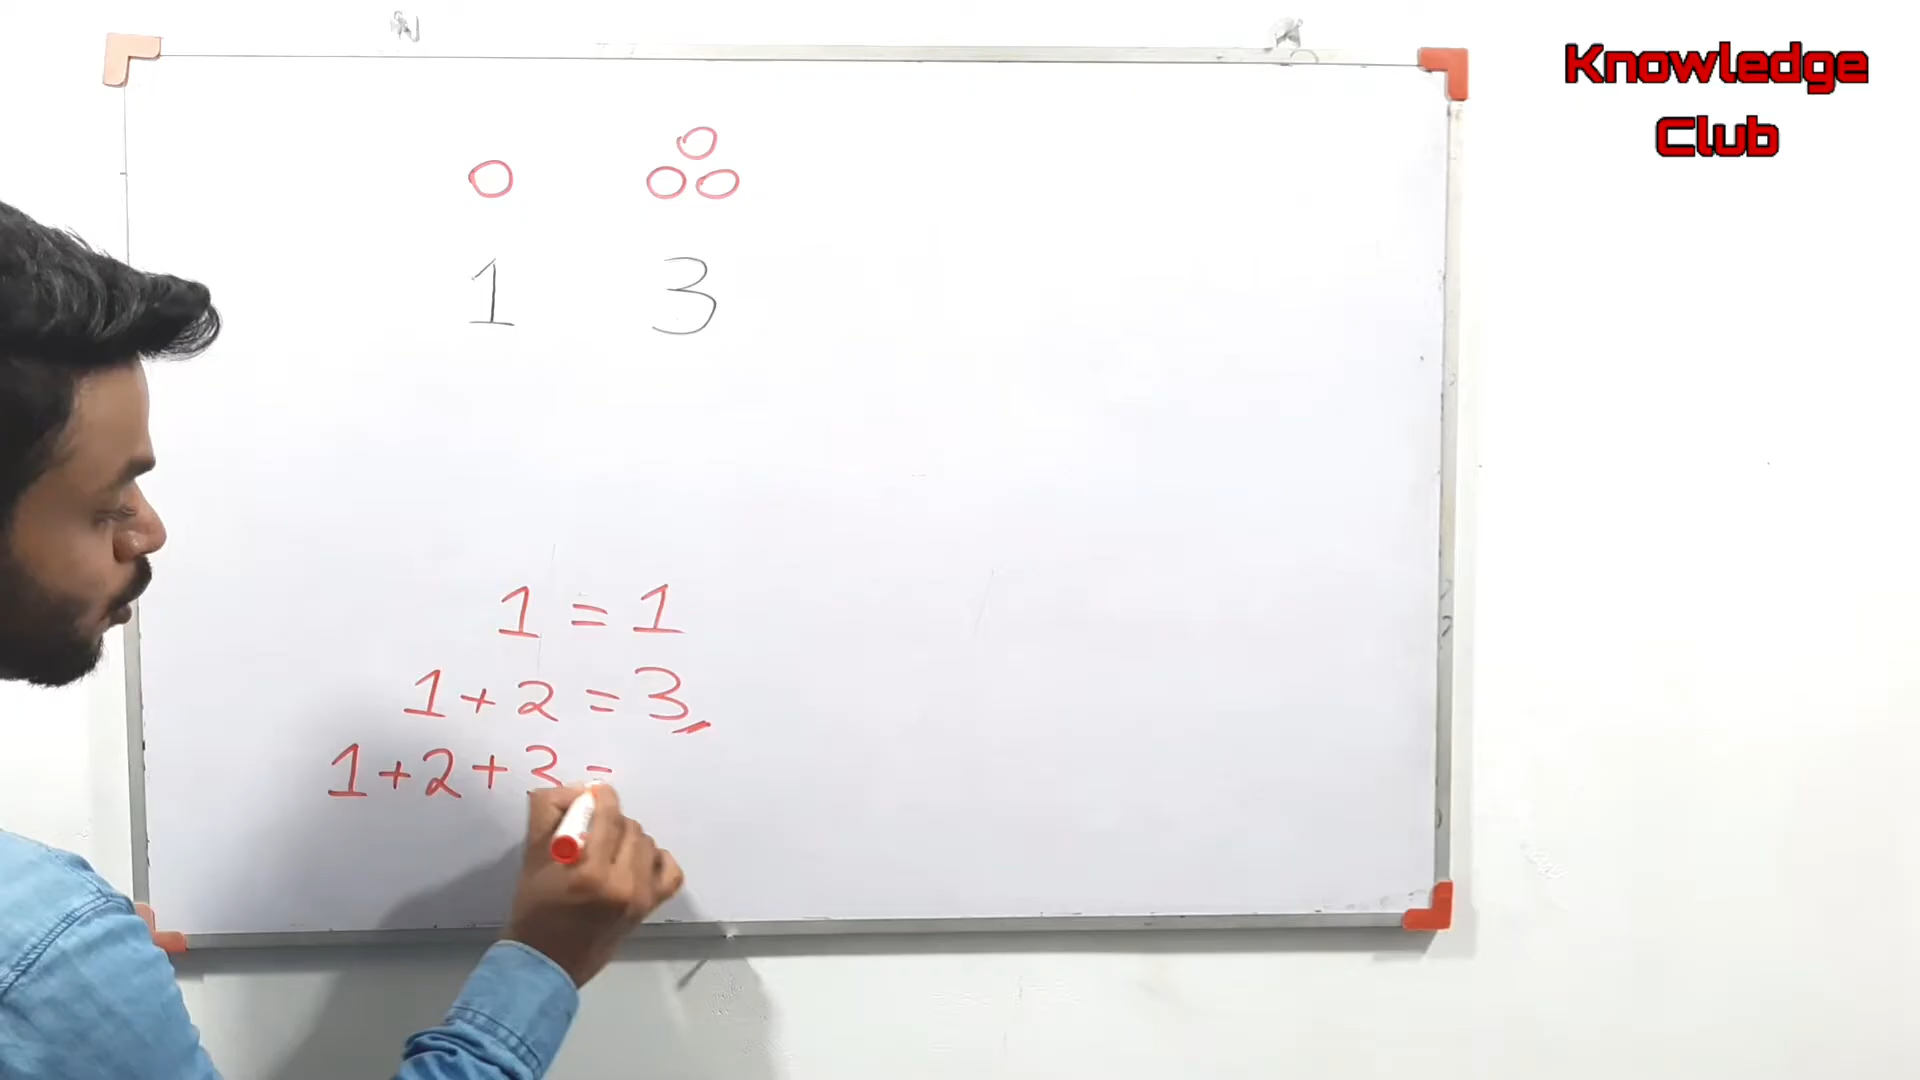 Knowledge
Club
1 3
1 = 1
1 + 2 = 3
1 + 2 + 3 =